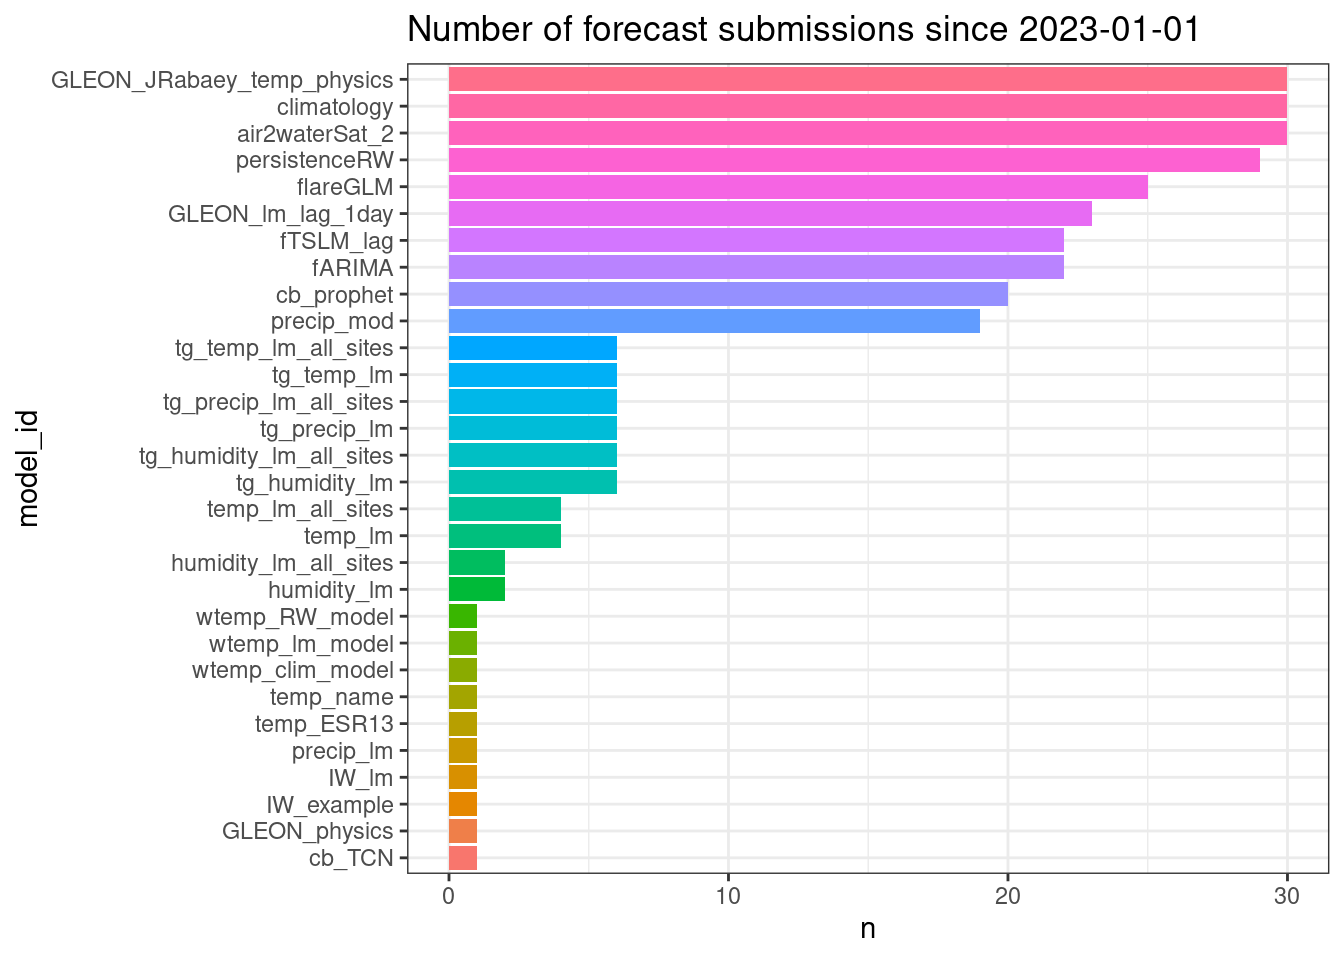 Number of forecast submissions since 2023-01-01
GLEON_JRabaey_temp_physics
climatology
air2waterSat_2
persistenceRW
flareGLM
GLEON_lm_lag_1day
fTSLM_lag
fARIMA
cb_prophet
precip_mod
tg_temp_lm_all_sites
tg_temp_lm
tg_precip_lm_all_sites
tg_precip_lm
tg_humidity_lm_all_sites
tg_humidity_lm
temp_lm_all_sites
temp_lm
humidity_lm_all_sites
humidity_lm
wtemp_RW_model
wtemp_lm_model
wtemp_clim_model
temp_name
temp_ESR13
precip_lm
IW_lm
IW_example
GLEON_physics
cb_TCN
model_id
0 10 20 30
n